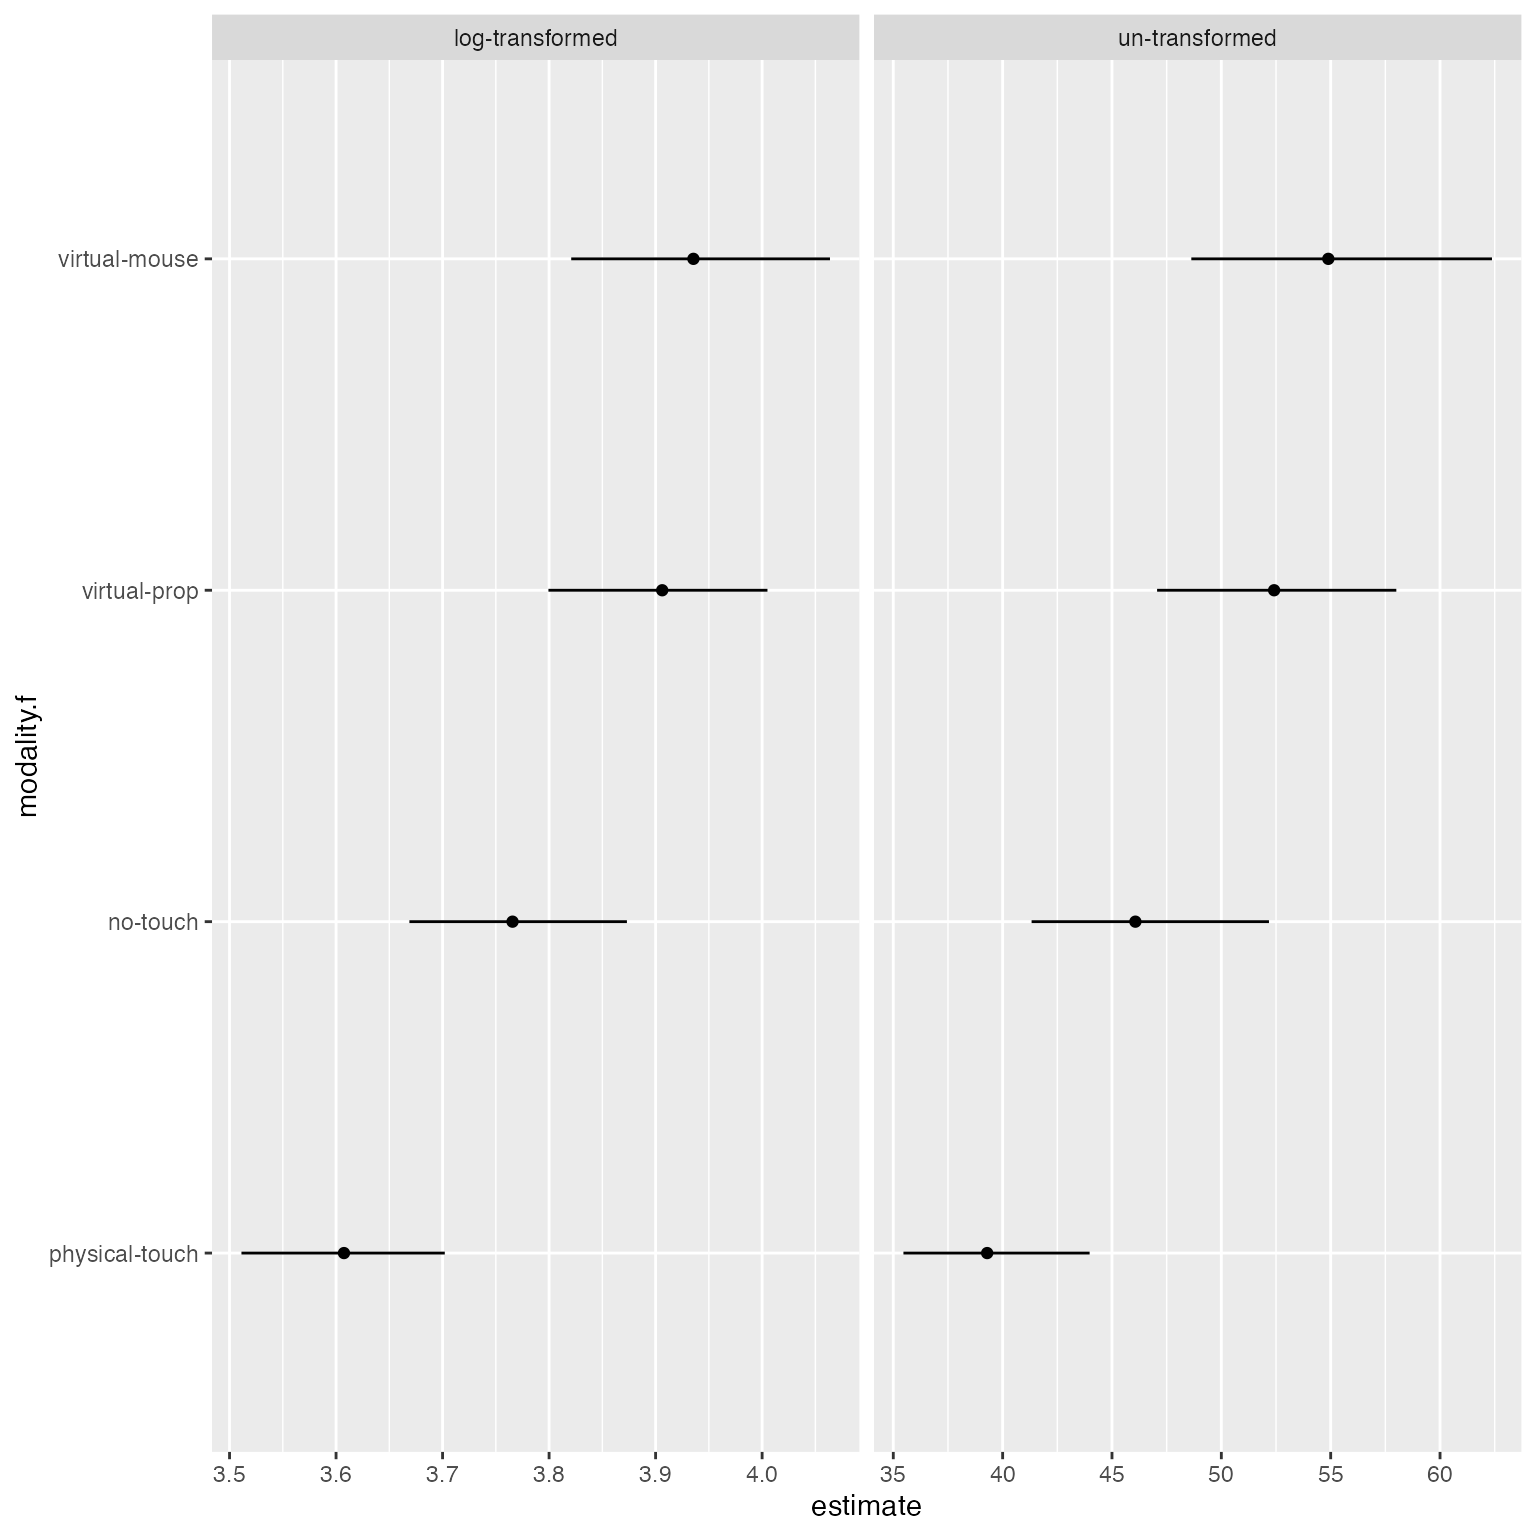 log-transformed
un-transformed
virtual-mouse
virtual-prop
no-touch
physical-touch
modality.f
3.5 3.6 3.7 3.8 3.9 4.0
35 40 45 50 55 60
estimate